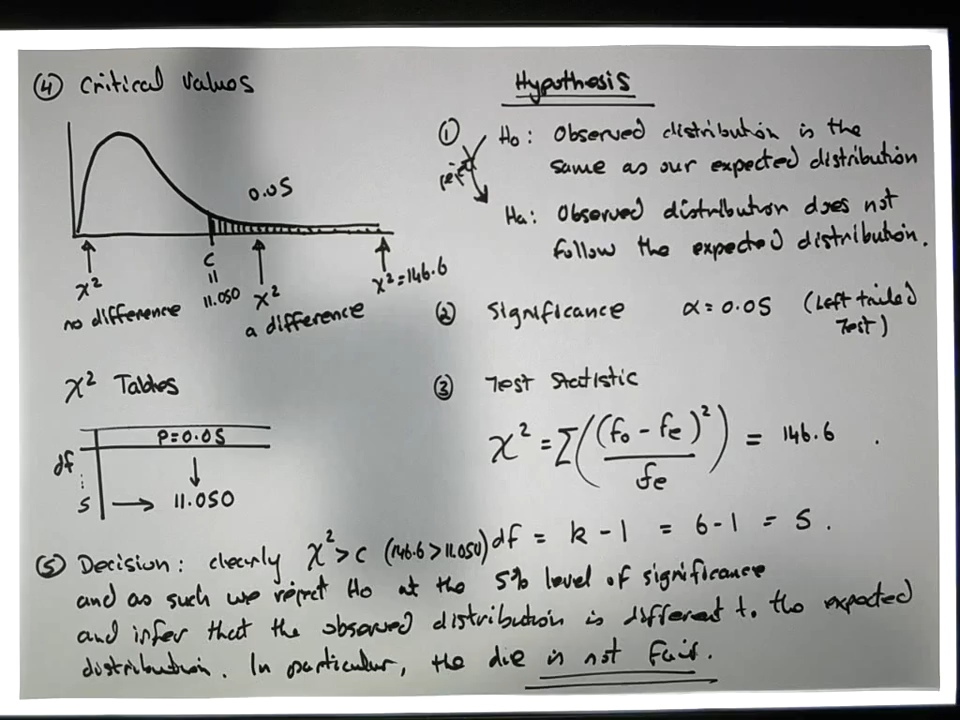 ④ Critical Values
0.05
C
||
11.050
χ²
no difference
χ²
a difference
χ²=146.6
χ² Tables
P=0.05
df
5 → 11.050
Hypothesis
① Ho: Observed distribution is the
same as our expected distribution
reject
Ha: Observed distribution does not
follow the expected distribution.
② Significance α=0.05 (Left tailed
Test)
③ Test Statistic
χ² = Σ((fo - fe)²/fe) = 146.6.
df = k-1 = 6-1 = 5.
⑤ Decision: clearly χ²>c (146.6>11.050)
and as such we reject Ho at the 5% level of significance
and infer that the observed distribution is different to the expected
distribution. In particular, the die is not fair.